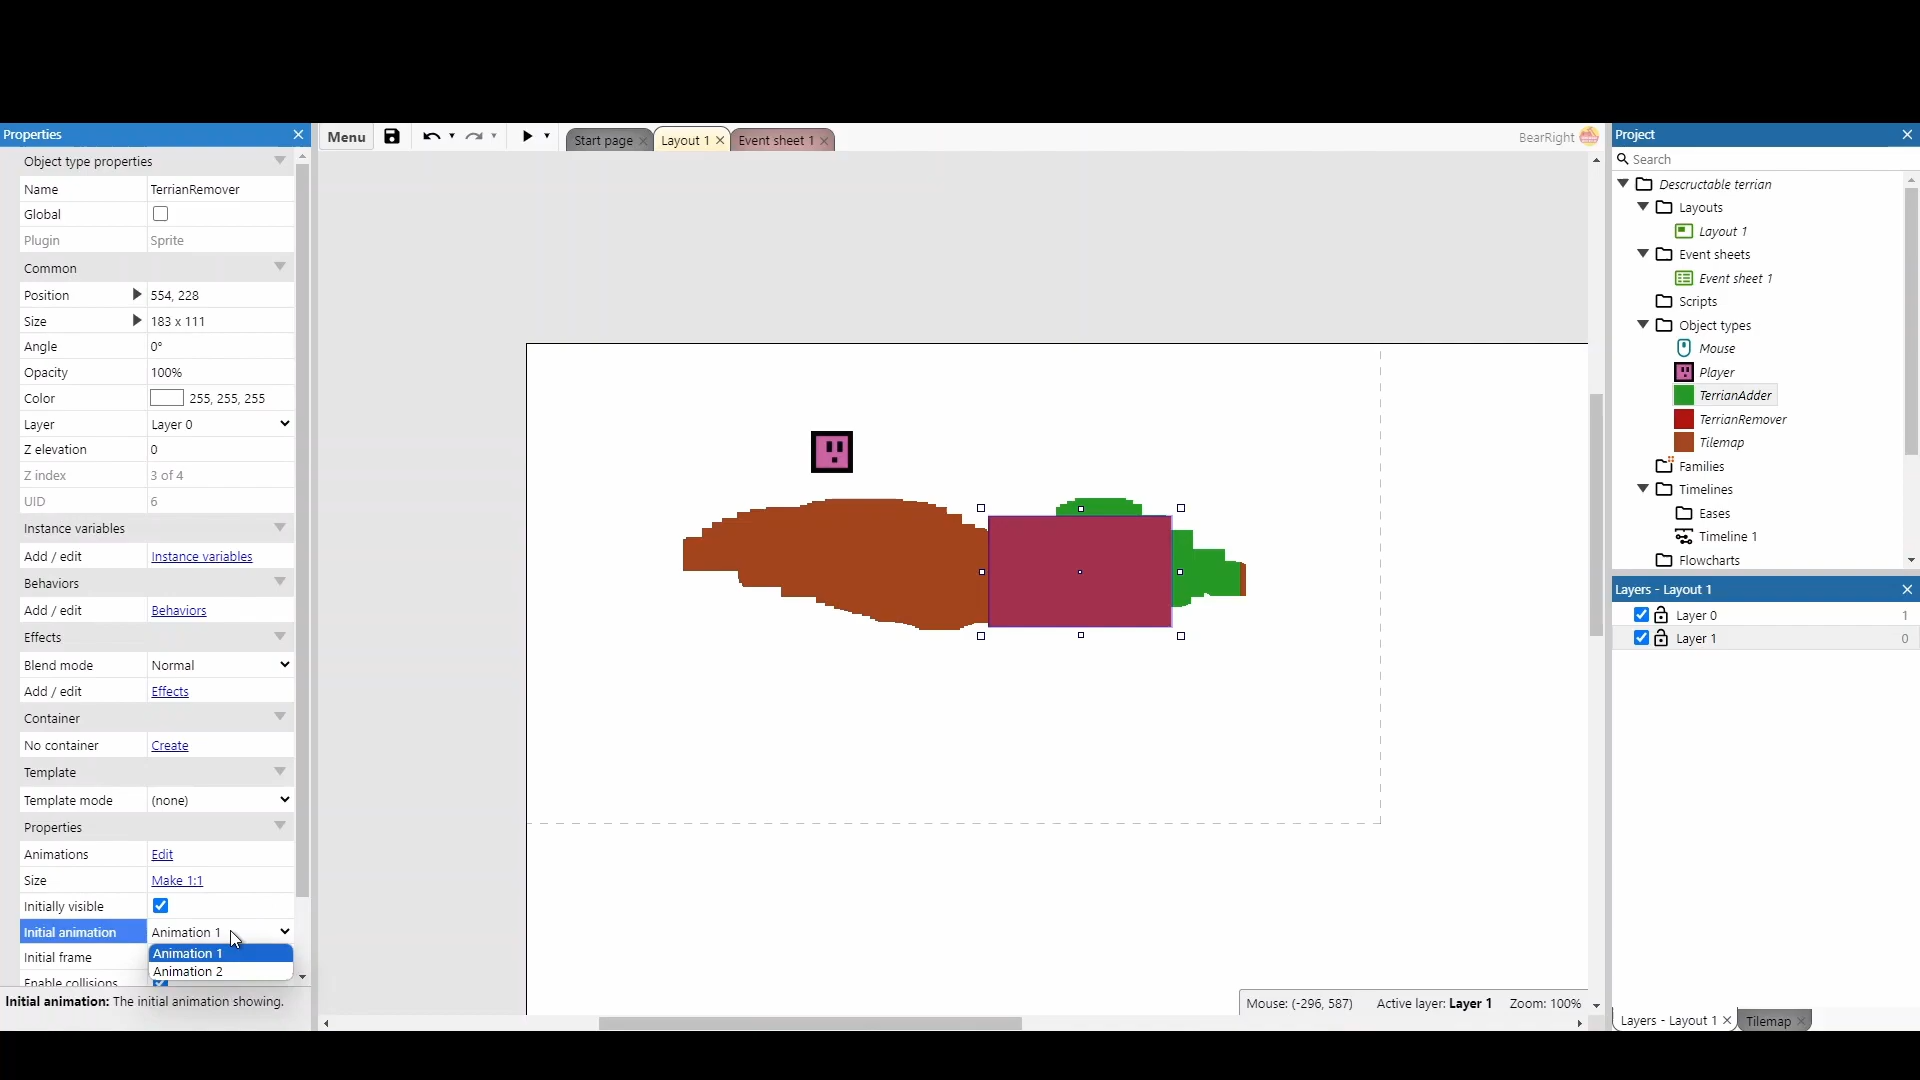 Properties
Object type properties
Name TerrianRemover
Global
Plugin Sprite
Common
Position 554, 228
Size 183 x 111
Angle 0°
Opacity 100%
Color 255, 255, 255
Layer Layer 0
Z elevation 0
Z index 3 of 4
UID 6
Instance variables
Add / edit Instance variables
Behaviors
Add / edit Behaviors
Effects
Blend mode Normal
Add / edit Effects
Container
No container Create
Template
Template mode (none)
Properties
Animations Edit
Size Make 1:1
Initially visible
Initial animation Animation 1
Animation 1
Initial frame
Animation 2
Enable collisions
Initial animation: The initial animation showing.
Menu
Start page
Layout 1
Event sheet 1
BearRight
Mouse: (-296, 587) Active layer: Layer 1 Zoom: 100%
Project
Search
Descructable terrian
Layouts
Layout 1
Event sheets
Event sheet 1
Scripts
Object types
Mouse
Player
TerrianAdder
TerrianRemover
Tilemap
Families
Timelines
Eases
Timeline 1
Flowcharts
Layers - Layout 1
Layer 0 1
Layer 1 0
Layers - Layout 1
Tilemap